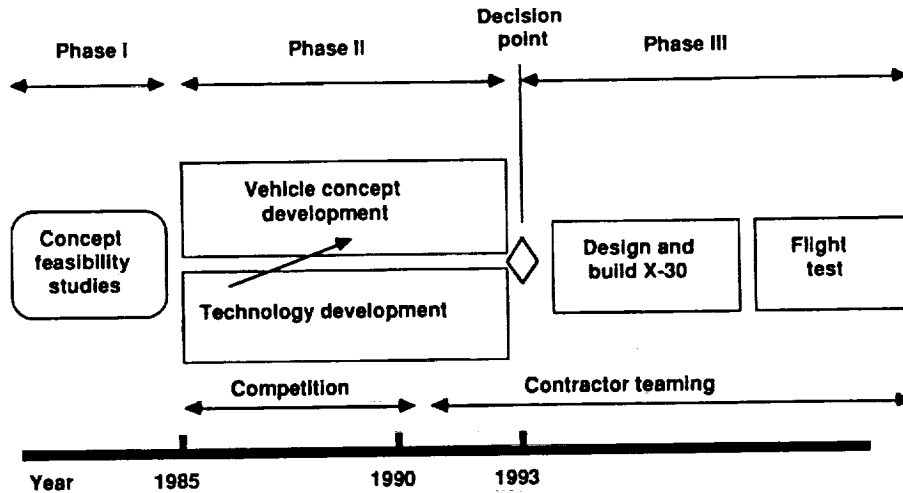 Phase I
Phase II
Decision
point
Phase III
Vehicle concept
development
Concept
feasibility
studies
Design and
build X-30
Flight
test
Technology development
Competition
Contractor teaming
Year
1985
1990
1993